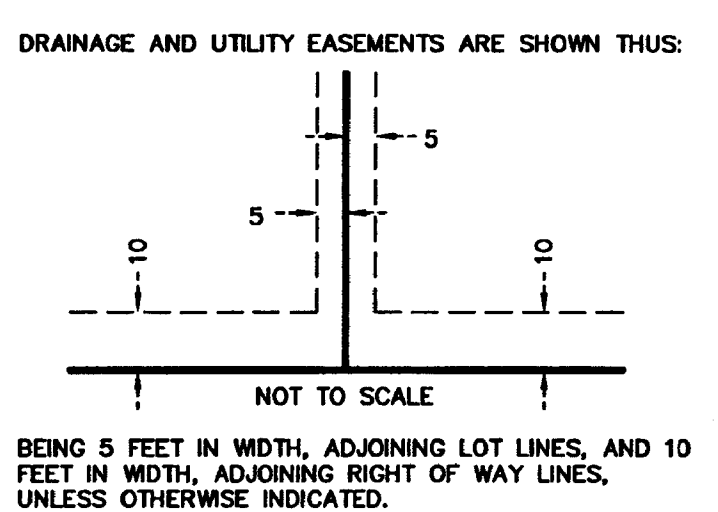 DRAINAGE AND UTILITY EASEMENTS ARE SHOWN THUS:
5
5
10
10
NOT TO SCALE
BEING 5 FEET IN WIDTH, ADJOINING LOT LINES, AND 10
FEET IN WIDTH, ADJOINING RIGHT OF WAY LINES,
UNLESS OTHERWISE INDICATED.